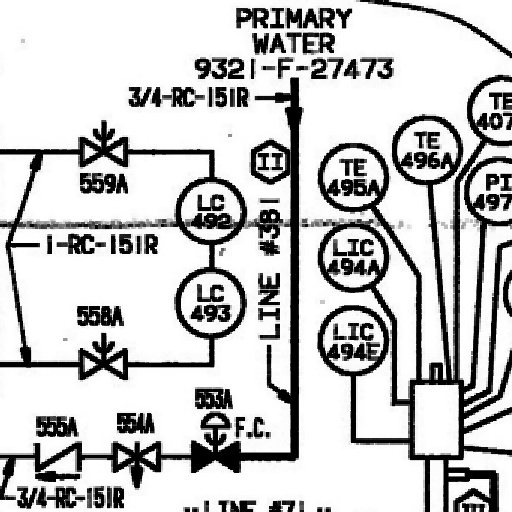 PRIMARY
WATER
9321-F-27473
3/4-RC-151R
II
TE
407
TE
496A
TE
495A
PI
497
559A
LC
492
1-RC-151R
LINE #381
LIC
494A
LC
493
558A
LIC
494E
553A
F.C.
555A
554A
3/4-RC-151R
LINE #71
III